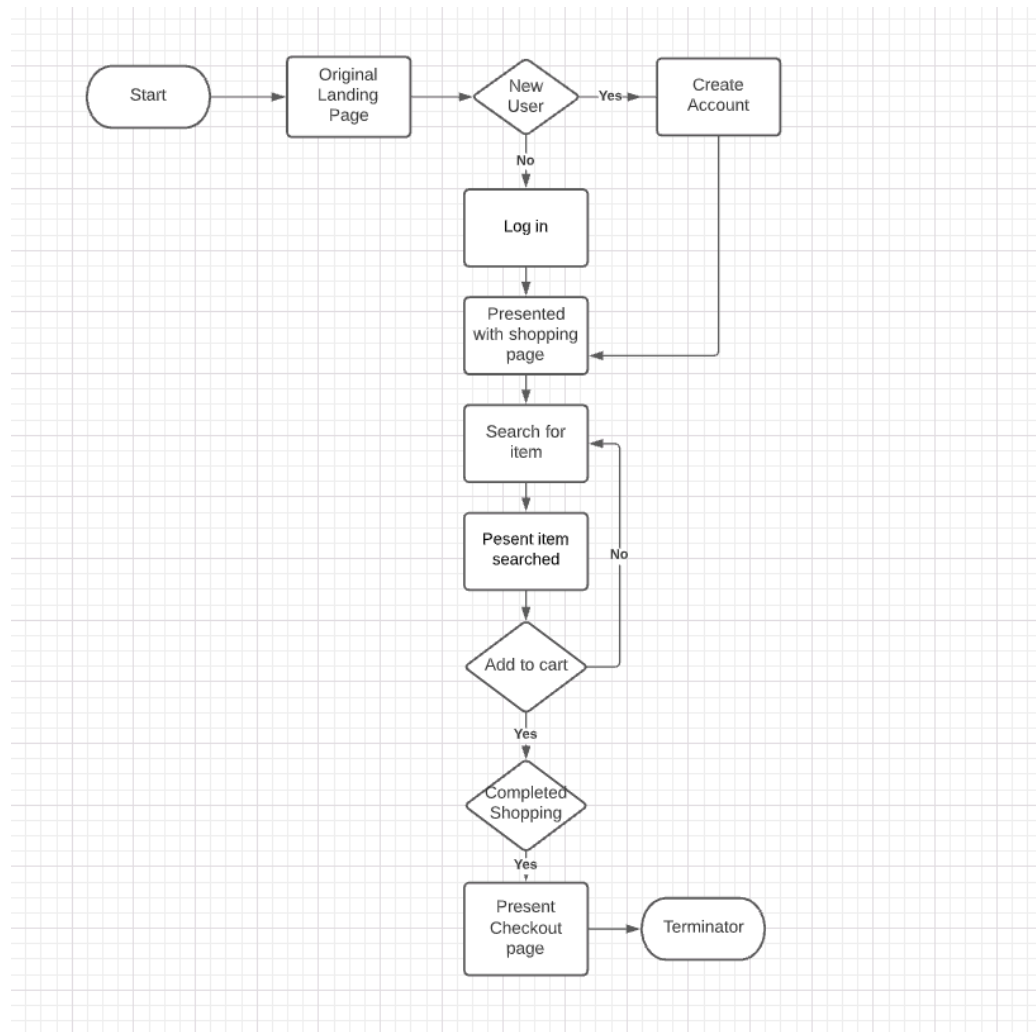 Start
Original
Landing
Page
New
User
Yes
Create
Account
No
Log in
Presented
with shopping
page
Search for
item
Pesent item
searched
No
Add to cart
Yes
Completed
Shopping
Yes
Present
Checkout
page
Terminator